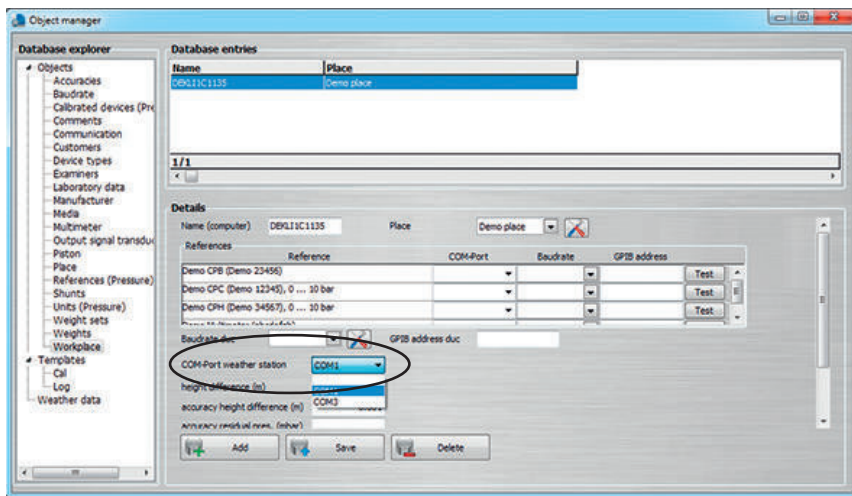 Object manager
Database explorer
Objects
Accuracies
Baudrate
Calibrated devices (Pre
Comments
Communication
Customers
Device types
Examiners
Laboratory data
Manufacturer
Media
Multimeter
Output signal transduc
Piston
Place
References (Pressure)
Shunts
Units (Pressure)
Weight sets
Weights
Workplace
Templates
Cal
Log
Weather data
Database entries
Name Place
DEKLI1C1135 Demo place
1/1
Details
Name (computer) DEKLI1C1135 Place Demo place
References
Reference COM-Port Baudrate GPIB address
Demo CPB (Demo 23456) Test
Demo CPC (Demo 12345), 0 ... 10 bar Test
Demo CPH (Demo 34567), 0 ... 10 bar Test
Baudrate duc GPIB address duc
COM-Port weather station COM1
height difference (m)
COM3
accuracy height difference (m)
accuracy residual pres. (mbar)
Add Save Delete